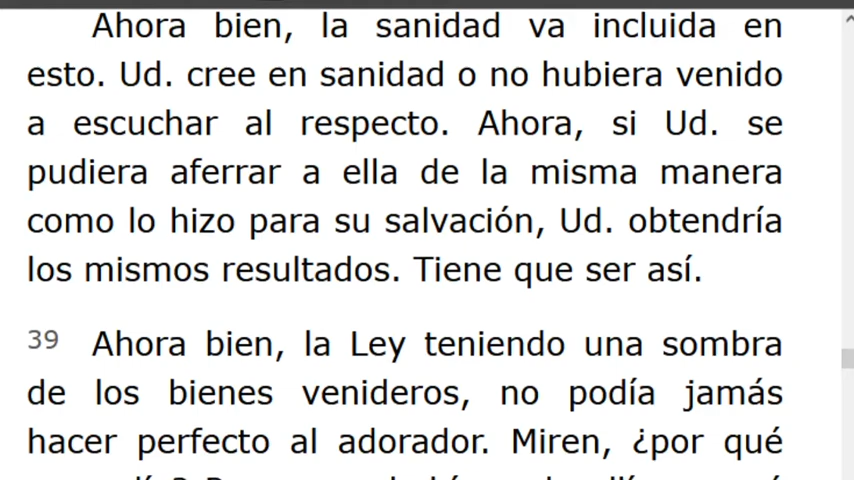 Ahora bien, la sanidad va incluida en
esto. Ud. cree en sanidad o no hubiera venido
a escuchar al respecto. Ahora, si Ud. se
pudiera aferrar a ella de la misma manera
como lo hizo para su salvación, Ud. obtendría
los mismos resultados. Tiene que ser así.
39 Ahora bien, la Ley teniendo una sombra
de los bienes venideros, no podía jamás
hacer perfecto al adorador. Miren, ¿por qué